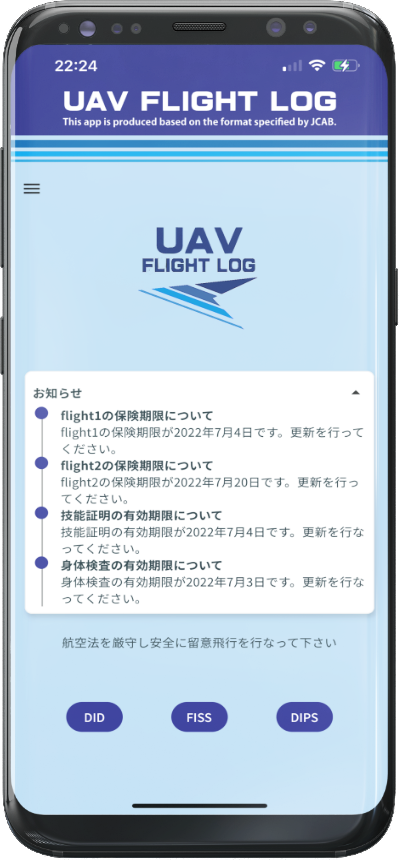 22:24
UAV FLIGHT LOG
This app is produced based on the format specified by JCAB.
UAV
FLIGHT LOG
お知らせ
flight1の保険期限について
flight1の保険期限が2022年7月4日です。更新を行って
ください。
flight2の保険期限について
flight2の保険期限が2022年7月20日です。更新を行っ
てください。
技能証明の有効期限について
技能証明の有効期限が2022年7月4日です。更新を行な
ってください。
身体検査の有効期限について
身体検査の有効期限が2022年7月3日です。更新を行な
ってください。
航空法を厳守し安全に留意飛行を行なって下さい
DID
FISS
DIPS